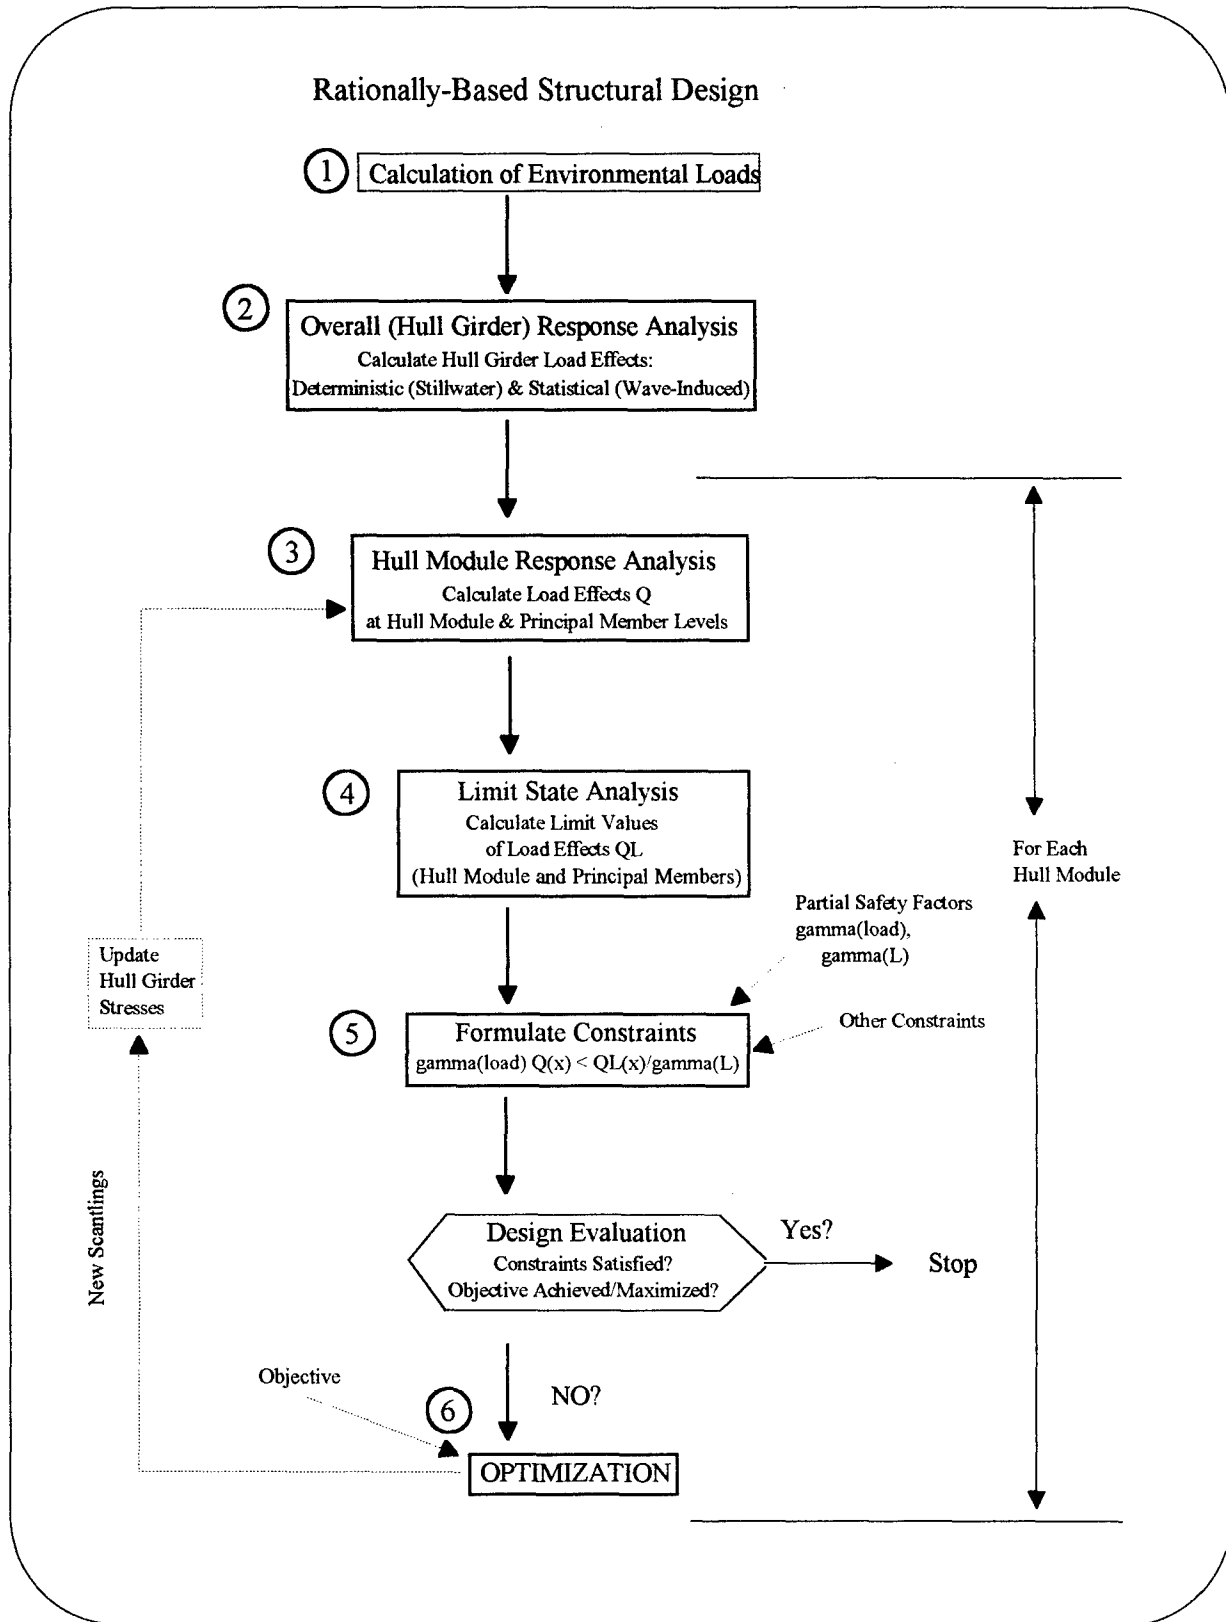 Rationally-Based Structural Design
1
Calculation of Environmental Loads
2
Overall (Hull Girder) Response Analysis
Calculate Hull Girder Load Effects:
Deterministic (Stillwater) & Statistical (Wave-Induced)
3
Hull Module Response Analysis
Calculate Load Effects Q
at Hull Module & Principal Member Levels
4
Limit State Analysis
Calculate Limit Values
of Load Effects QL
(Hull Module and Principal Members)
For Each
Hull Module
Partial Safety Factors
gamma(load),
gamma(L)
Update
Hull Girder
Stresses
5
Formulate Constraints
gamma(load) Q(x) < QL(x)/gamma(L)
Other Constraints
New Scantlings
Design Evaluation
Constraints Satisfied?
Objective Achieved/Maximized?
Yes?
Stop
Objective
NO?
6
OPTIMIZATION